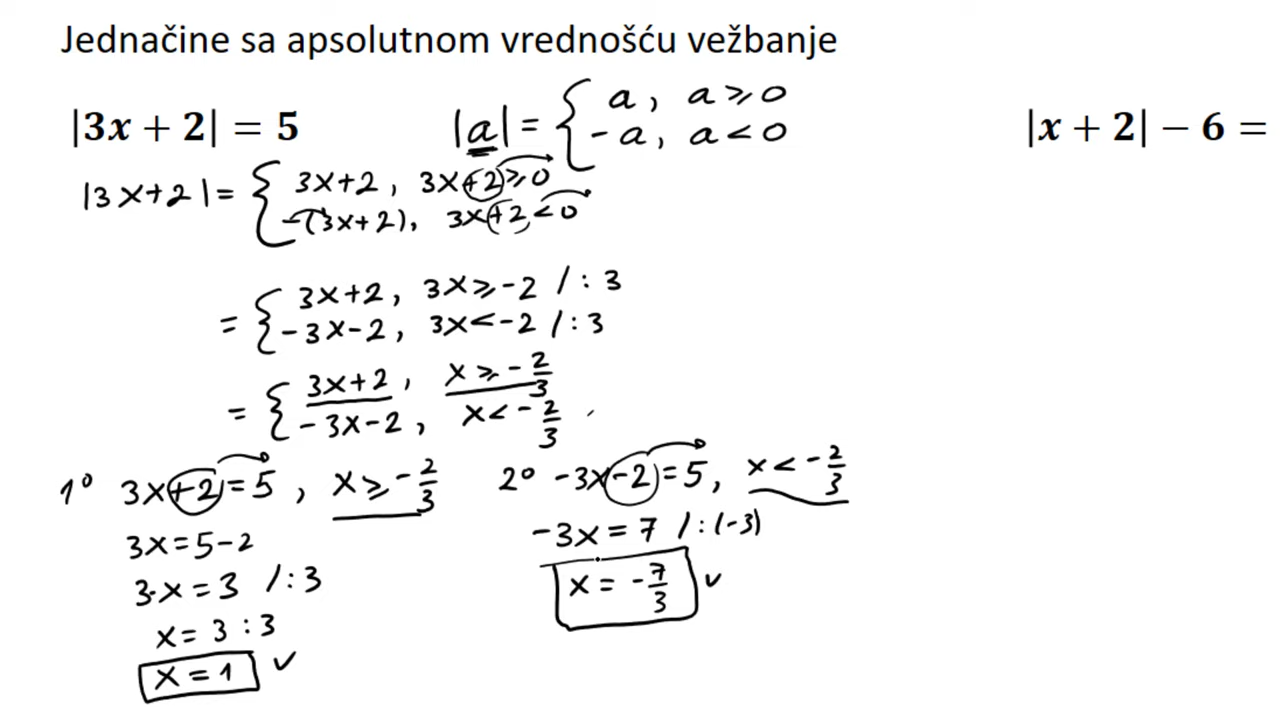 Jednačine sa apsolutnom vrednošću vežbanje
|3x + 2| = 5
|a| = { a, a ≥ 0
-a, a < 0
|x + 2| − 6 =
|3x+2| = { 3x+2, 3x+2 ≥ 0
-(3x+2), 3x+2 < 0
= { 3x+2, 3x ≥ -2 /:3
-3x-2, 3x < -2 /:3
= { 3x+2, x ≥ -2/3
-3x-2, x < -2/3
1° 3x+2=5, x ≥ -2/3
3x=5-2
3·x=3 /:3
x=3:3
x=1 ✓
2° -3x-2=5, x < -2/3
-3x=7 /:(-3)
x=-7/3 ✓